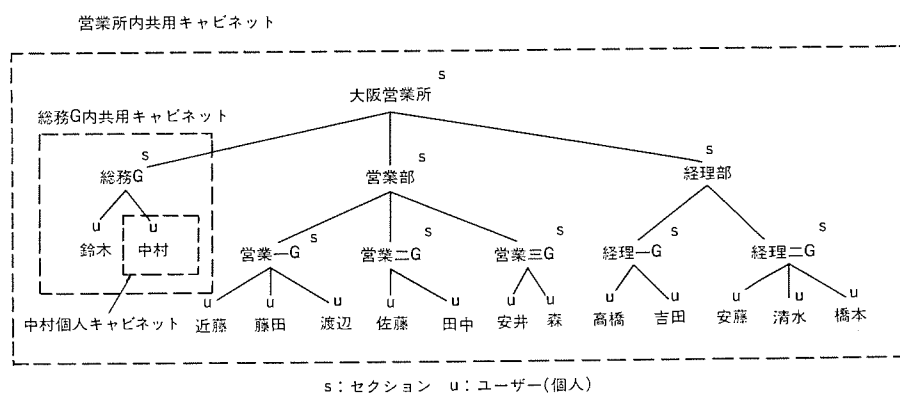 営業所内共用キャビネット
s
大阪営業所
総務G内共用キャビネット
s s s
総務G 営業部 経理部
u u
鈴木 中村
s s s s s
営業一G 営業二G 営業三G 経理一G 経理二G
u u u u u u u u u u u u
近藤 藤田 渡辺 佐藤 田中 安井 森 高橋 吉田 安藤 清水 橋本
中村個人キャビネット
s：セクション u：ユーザー(個人)